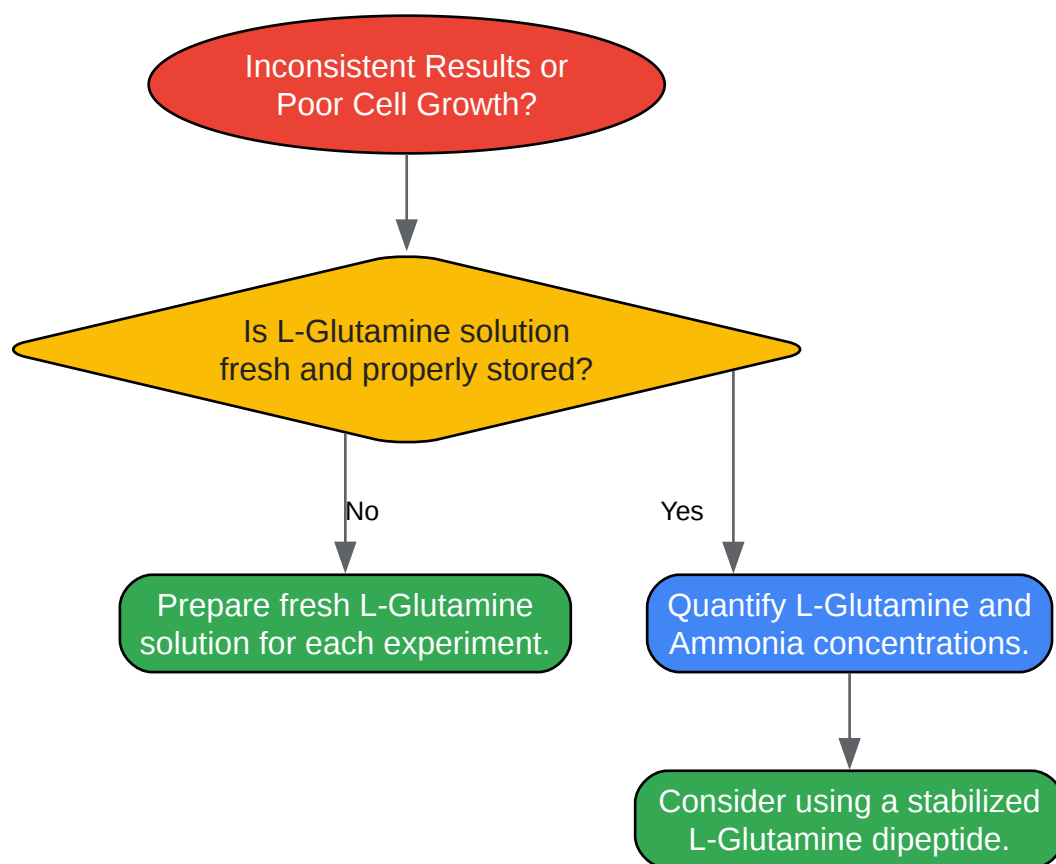 Inconsistent Results or
Poor Cell Growth?
Is L-Glutamine solution
fresh and properly stored?
No
Yes
Prepare fresh L-Glutamine
solution for each experiment.
Quantify L-Glutamine and
Ammonia concentrations.
Consider using a stabilized
L-Glutamine dipeptide.